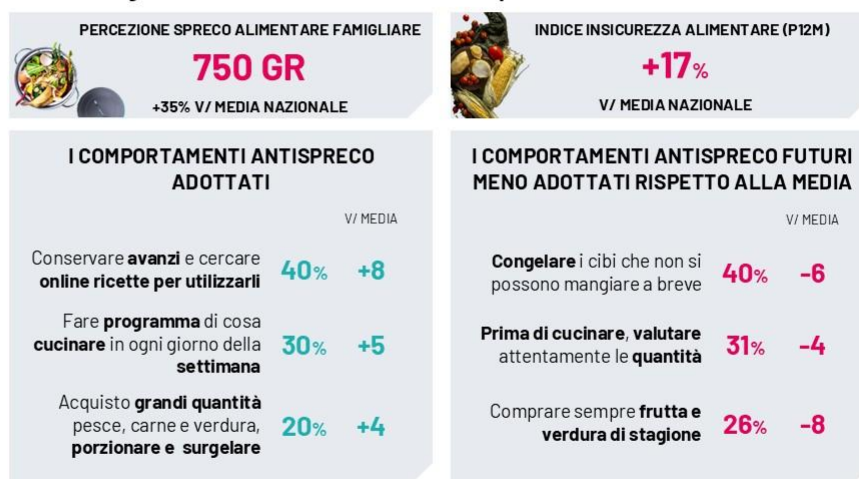 PERCEZIONE SPRECO ALIMENTARE FAMIGLIARE
750 GR
+35% V/ MEDIA NAZIONALE
INDICE INSICUREZZA ALIMENTARE (P12M)
+17%
V/ MEDIA NAZIONALE
I COMPORTAMENTI ANTISPRECO
ADOTTATI
V/ MEDIA
Conservare avanzi e cercare
online ricette per utilizzarli
40% +8
Fare programma di cosa
cucinare in ogni giorno della
settimana
30% +5
Acquisto grandi quantità
pesce, carne e verdura,
porzionare e surgelare
20% +4
I COMPORTAMENTI ANTISPRECO FUTURI
MENO ADOTTATI RISPETTO ALLA MEDIA
V/ MEDIA
Congelare i cibi che non si
possono mangiare a breve
40% -6
Prima di cucinare, valutare
attentamente le quantità
31% -4
Comprare sempre frutta e
verdura di stagione
26% -8